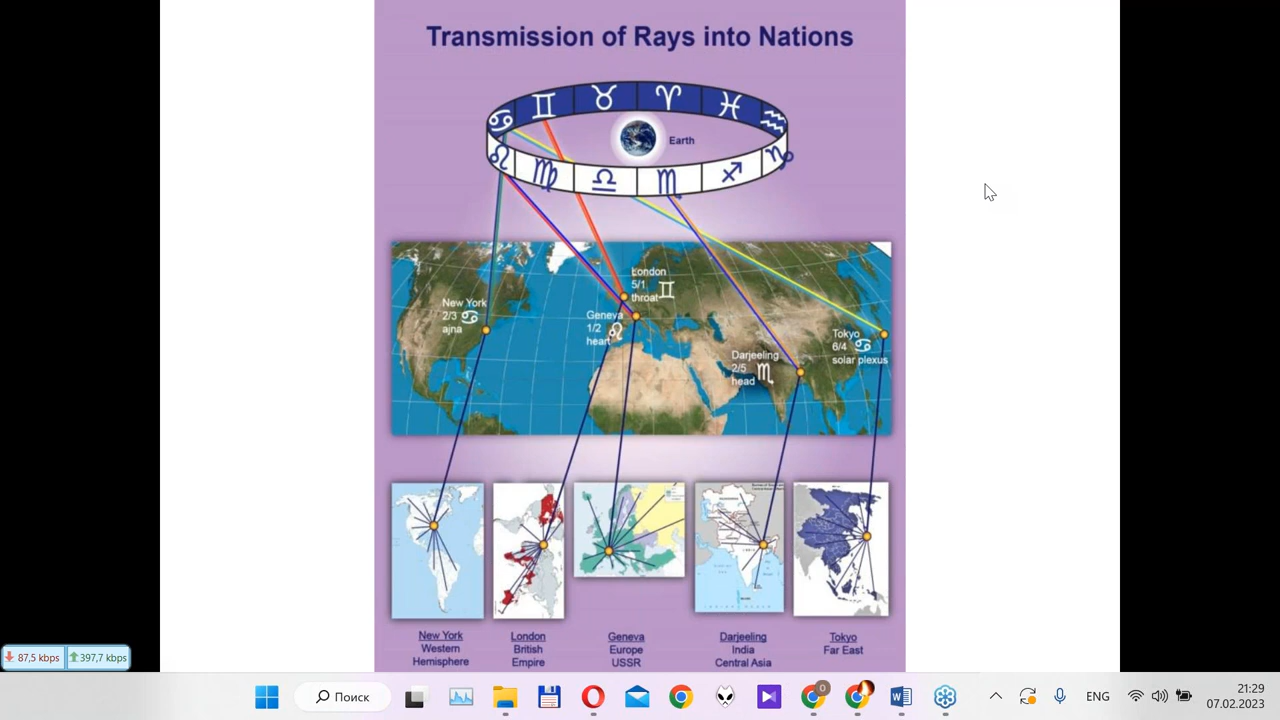 Transmission of Rays into Nations
♊ ♉ ♈ ♓
♋ ♒
Earth
♌ ♍ ♎ ♏ ♐ ♑
London
5/1 ♊
throat
New York
2/3 ♋
ajna
Geneva
1/2 ♌
heart
Darjeeling
2/5 ♏
head
Tokyo
6/4 ♋
solar plexus
New York
Western
Hemisphere
London
British
Empire
Geneva
Europe
USSR
Darjeeling
India
Central Asia
Tokyo
Far East
87,5 kbps 397,7 kbps
Поиск
0
W
ENG
21:29
07.02.2023